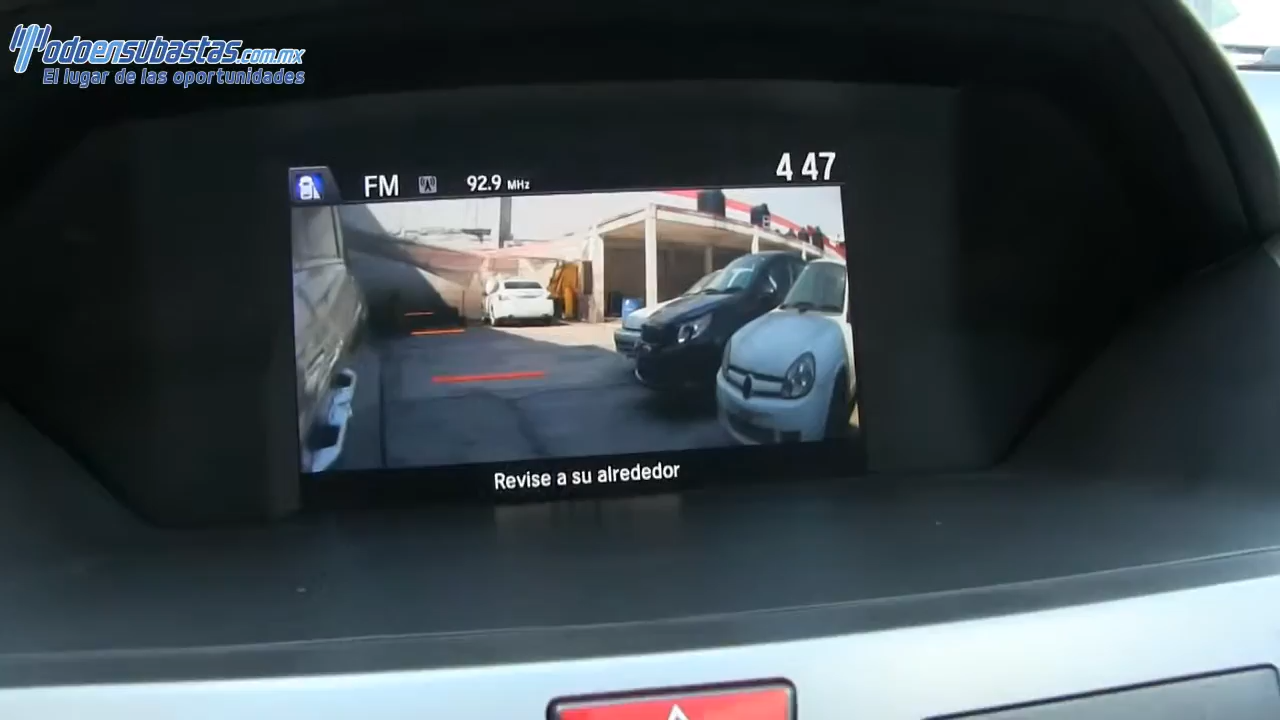 Todoensubastas.com.mx
El lugar de las oportunidades
FM 92.9 MHz 4 47
Revise a su alrededor